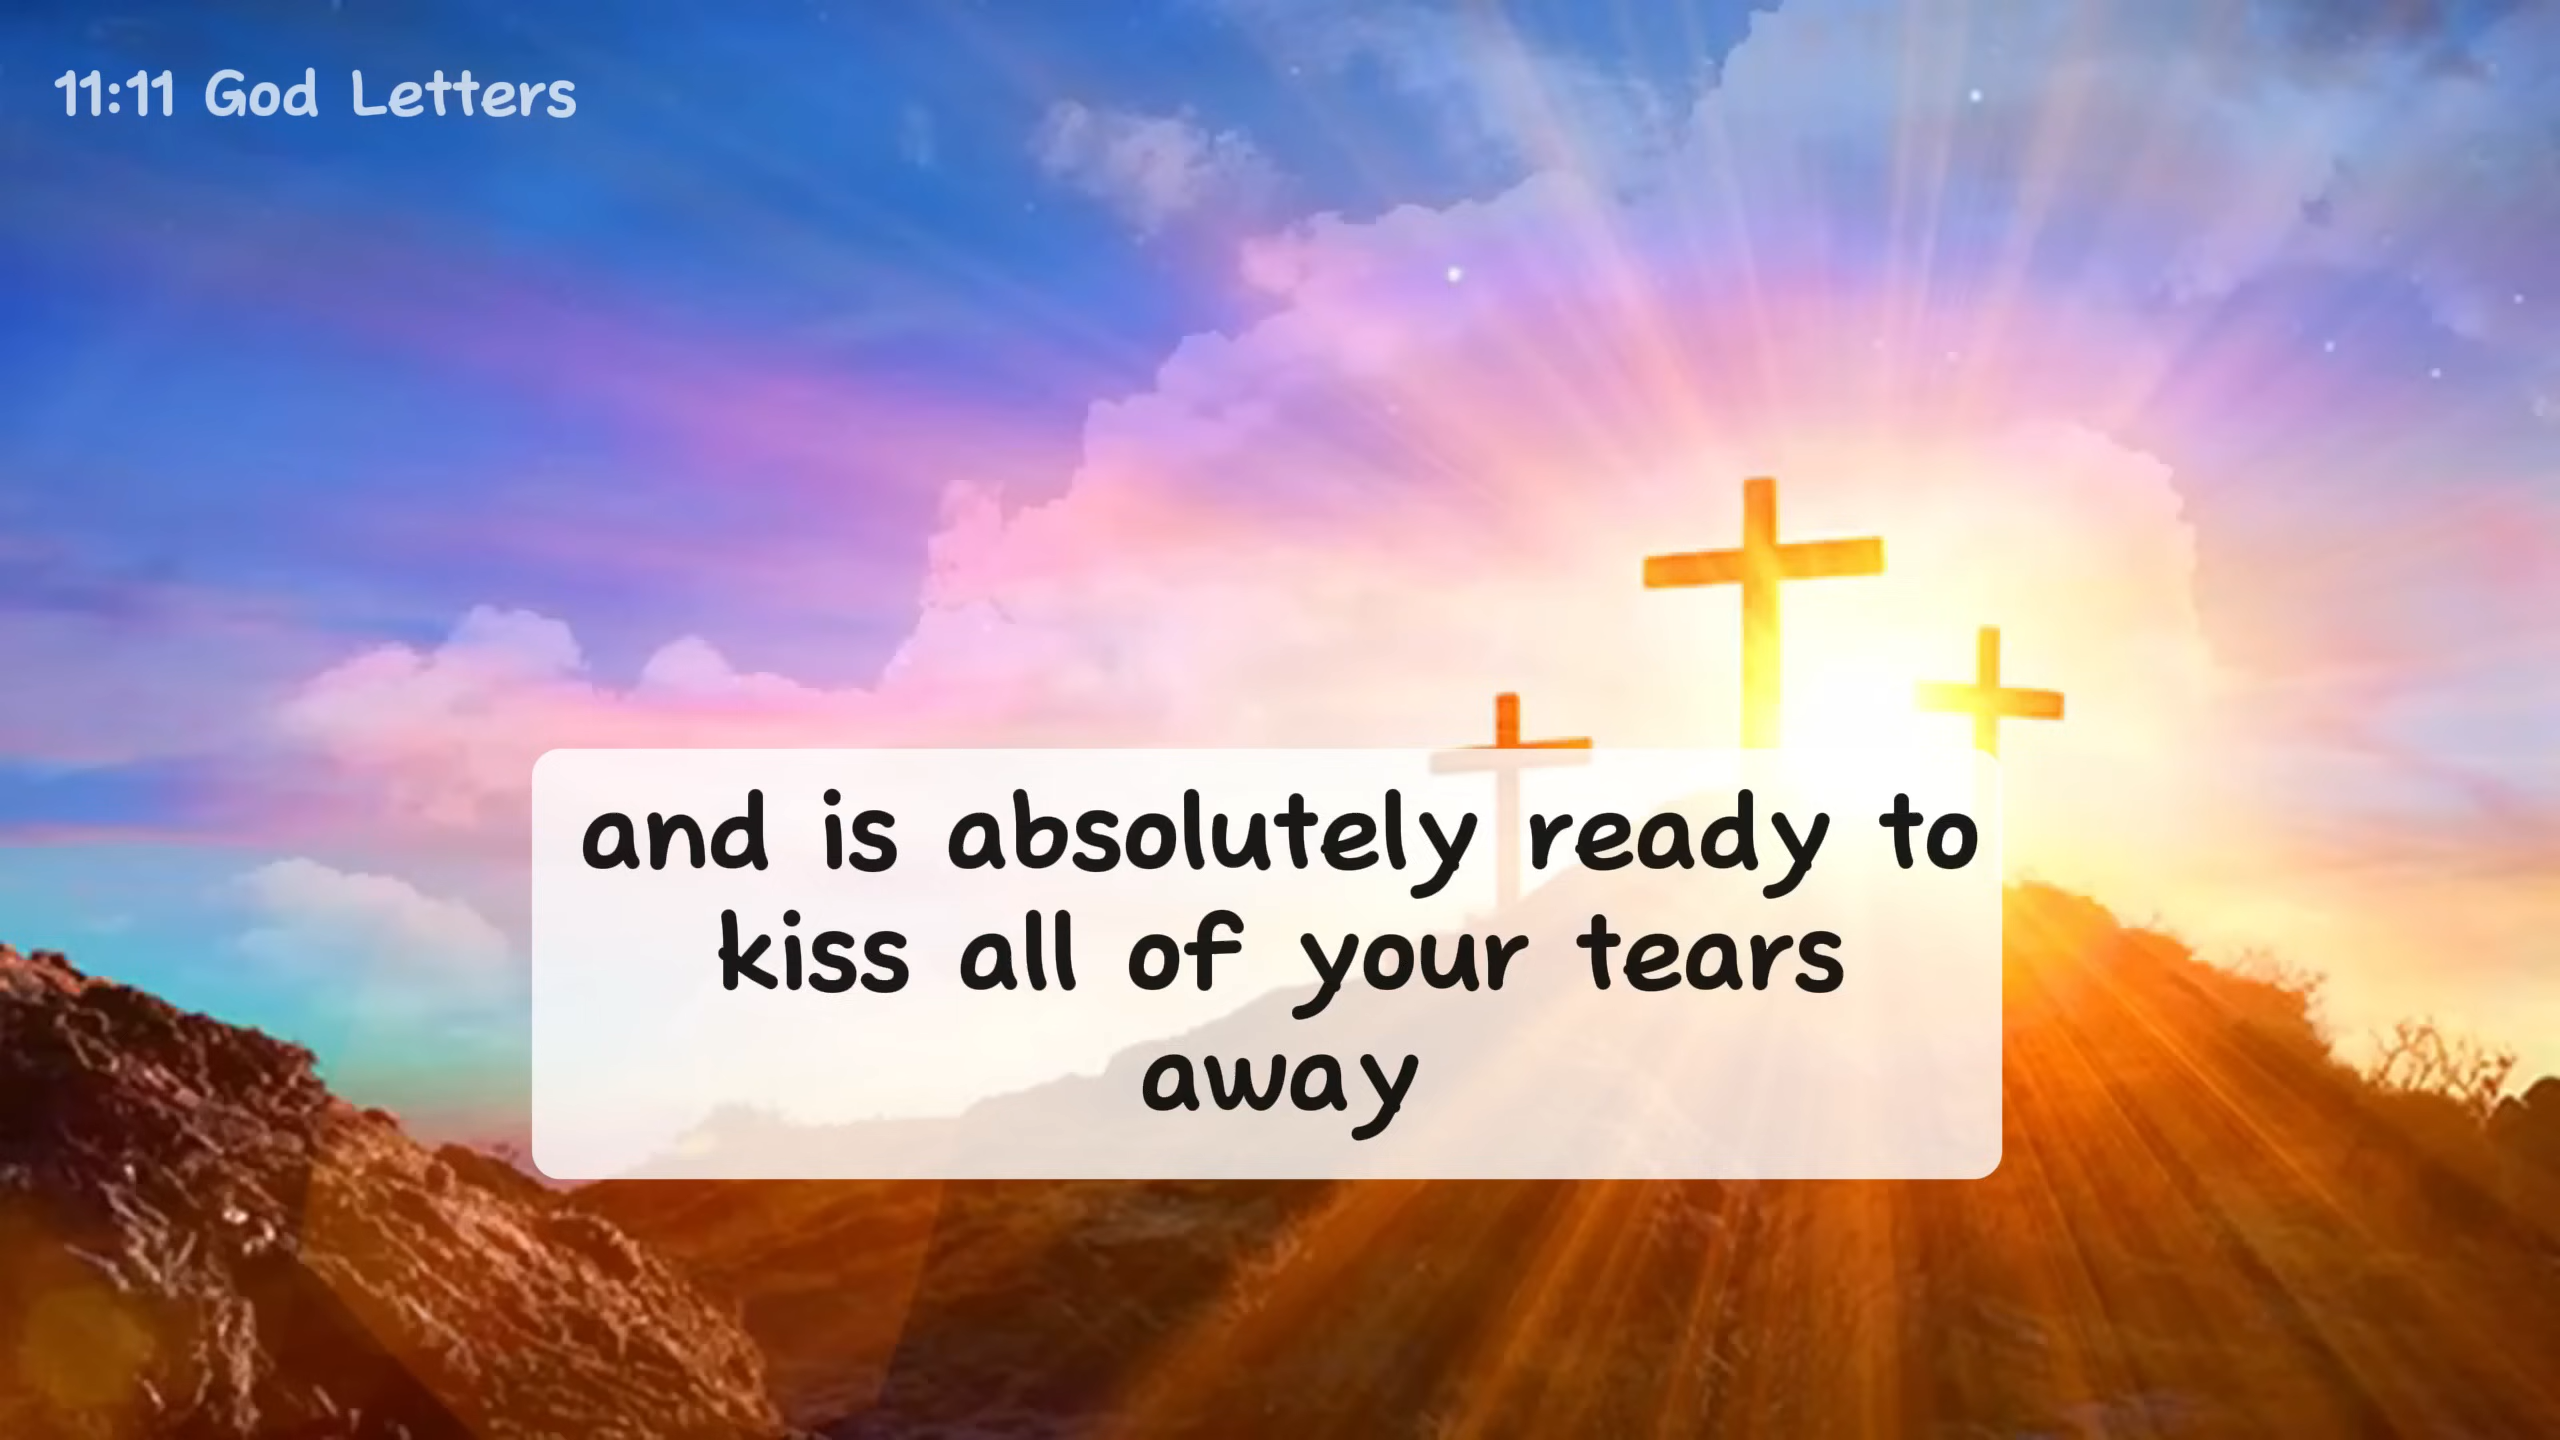 11:11 God Letters
and is absolutely ready to
kiss all of your tears
away